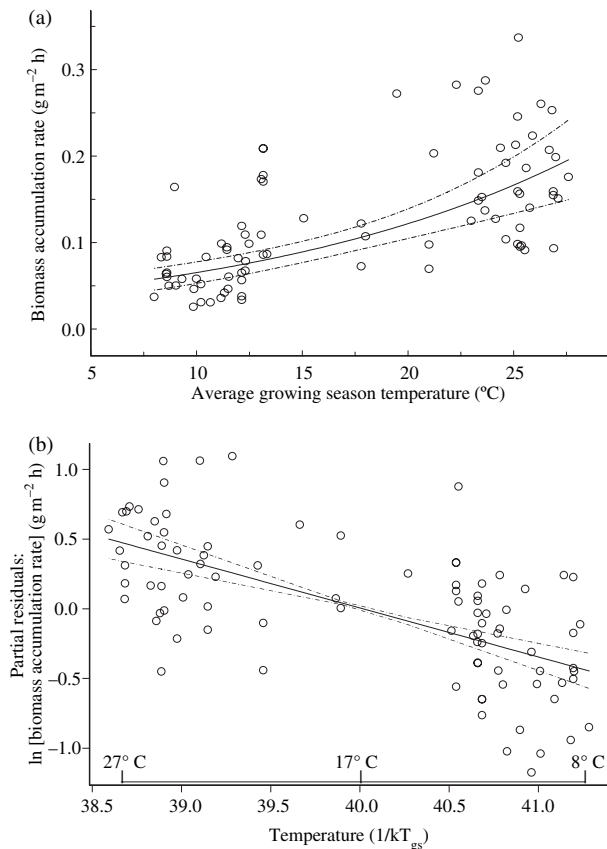 (a)
Biomass accumulation rate (g m⁻² h)
0.3
0.2
0.1
0.0
5 10 15 20 25
Average growing season temperature (ºC)
(b)
Partial residuals:
ln [biomass accumulation rate] (g m⁻² h)
1.0
0.5
0.0
−0.5
−1.0
27° C 17° C 8° C
38.5 39.0 39.5 40.0 40.5 41.0
Temperature (1/kT_gs)